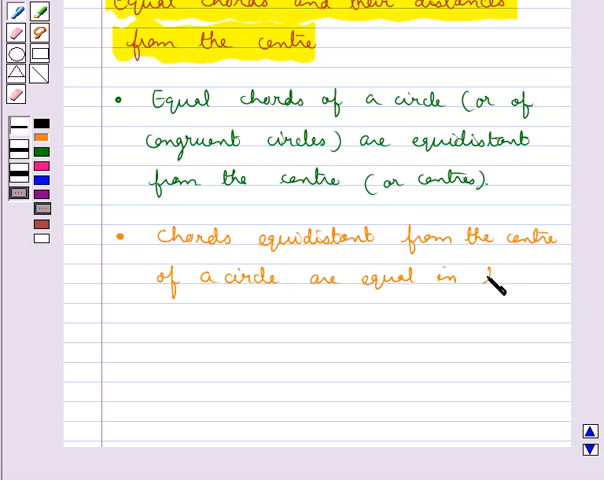 Equal chords and their distances
from the centre
• Equal chords of a circle (or of
congruent circles) are equidistant
from the centre (or centres).
• Chords equidistant from the centre
of a circle are equal in l